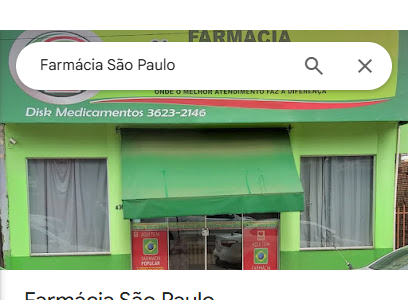 FARMÁCIA
Farmácia São Paulo
ONDE O MELHOR ATENDIMENTO FAZ A DIFERENÇA
Disk Medicamentos 3623-2146
AQUI TEM
FARMÁCIA
POPULAR
AQUI TEM
FARMÁCIA
Farmácia São Paulo